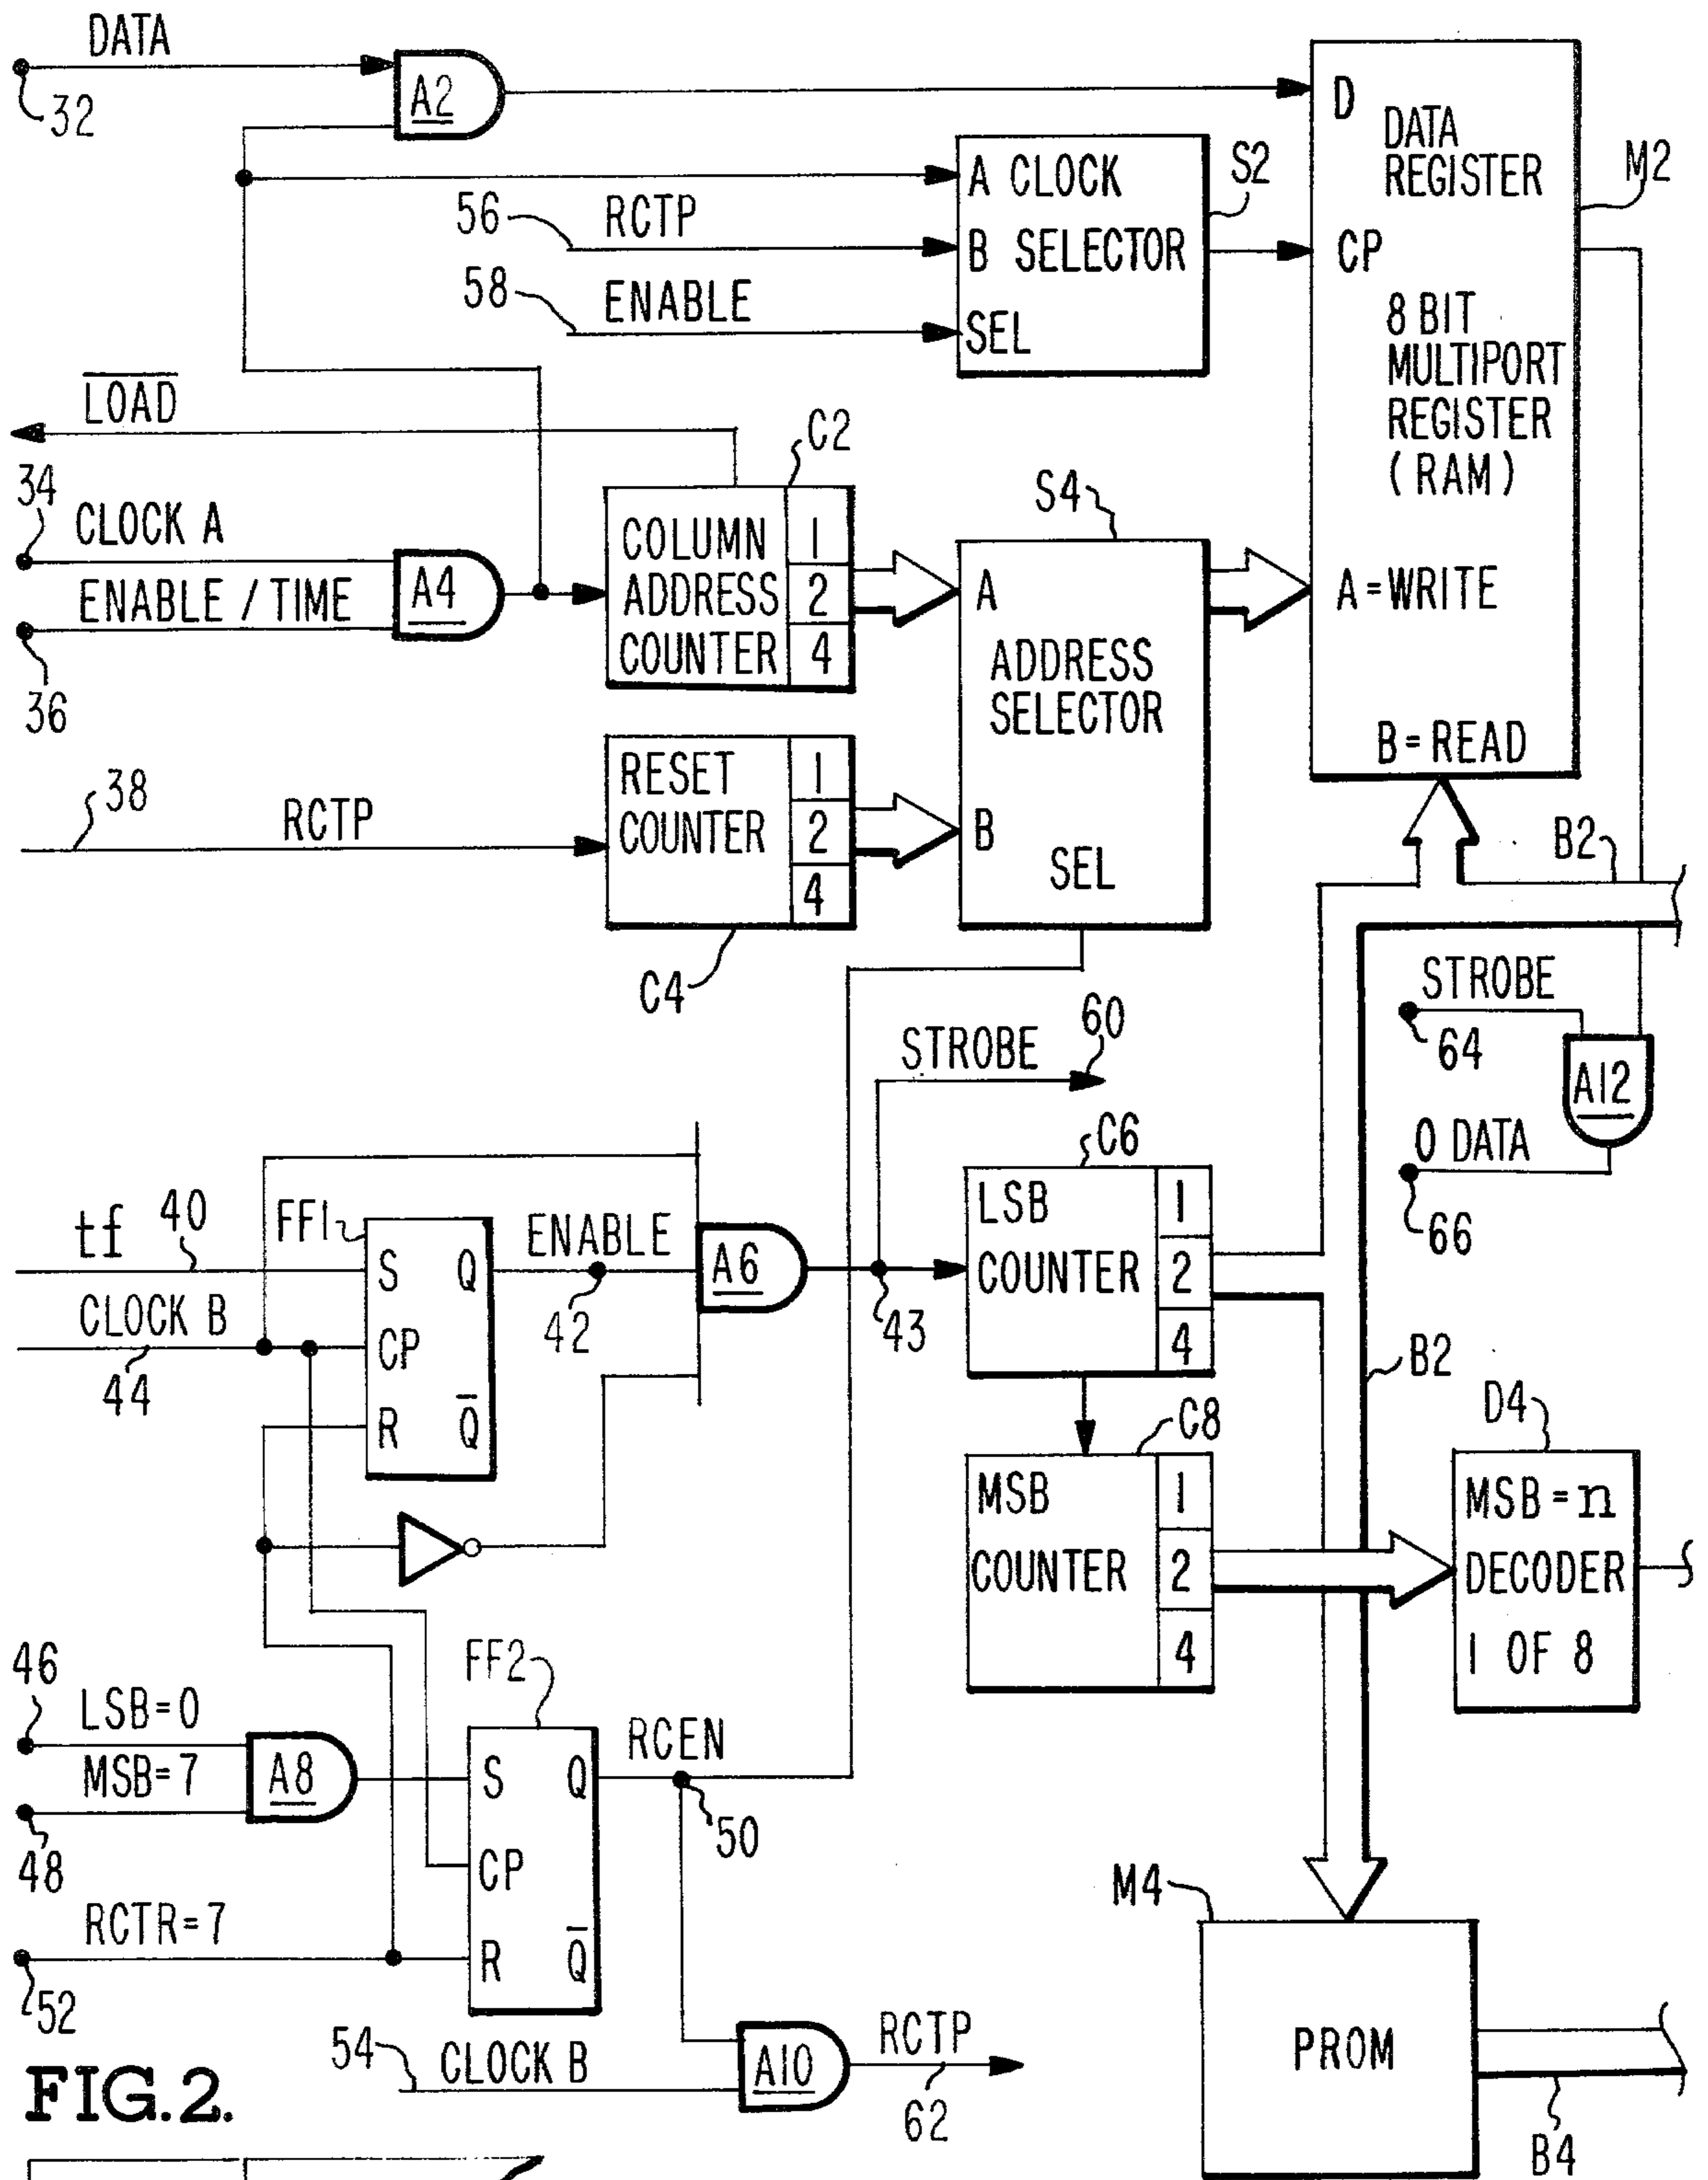 DATA
32
A2
D
DATA
REGISTER
M2
A CLOCK
B SELECTOR
SEL
S2
56
RCTP
58
ENABLE
CP
8 BIT
MULTIPORT
REGISTER
(RAM)
LOAD
34
CLOCK A
ENABLE / TIME
36
A4
C2
COLUMN
ADDRESS
COUNTER
1
2
4
S4
A
ADDRESS
SELECTOR
B
SEL
A=WRITE
B=READ
38
RCTP
RESET
COUNTER
1
2
4
C4
B2
STROBE
64
A12
0 DATA
66
STROBE
60
tf
40
FF1
S
Q
CP
R
Q̅
CLOCK B
44
ENABLE
42
A6
43
C6
LSB
COUNTER
1
2
4
B2
C8
MSB
COUNTER
1
2
4
D4
MSB=n
DECODER
1 OF 8
46
LSB=0
MSB=7
48
A8
FF2
S
Q
CP
R
Q̅
RCEN
50
RCTR=7
52
54
CLOCK B
A10
RCTP
62
M4
PROM
B4
FIG.2.